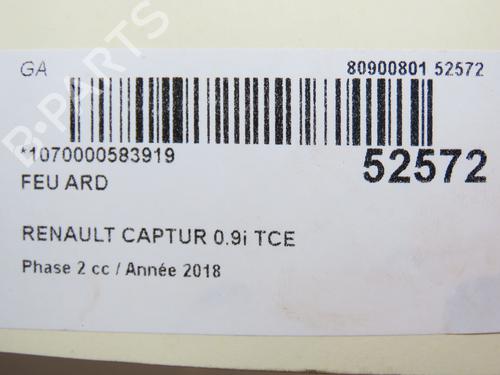 GA
80900801 52572
*1070000583919
52572
FEU ARD
RENAULT CAPTUR 0.9i TCE
Phase 2 cc / Année 2018
B-PARTS